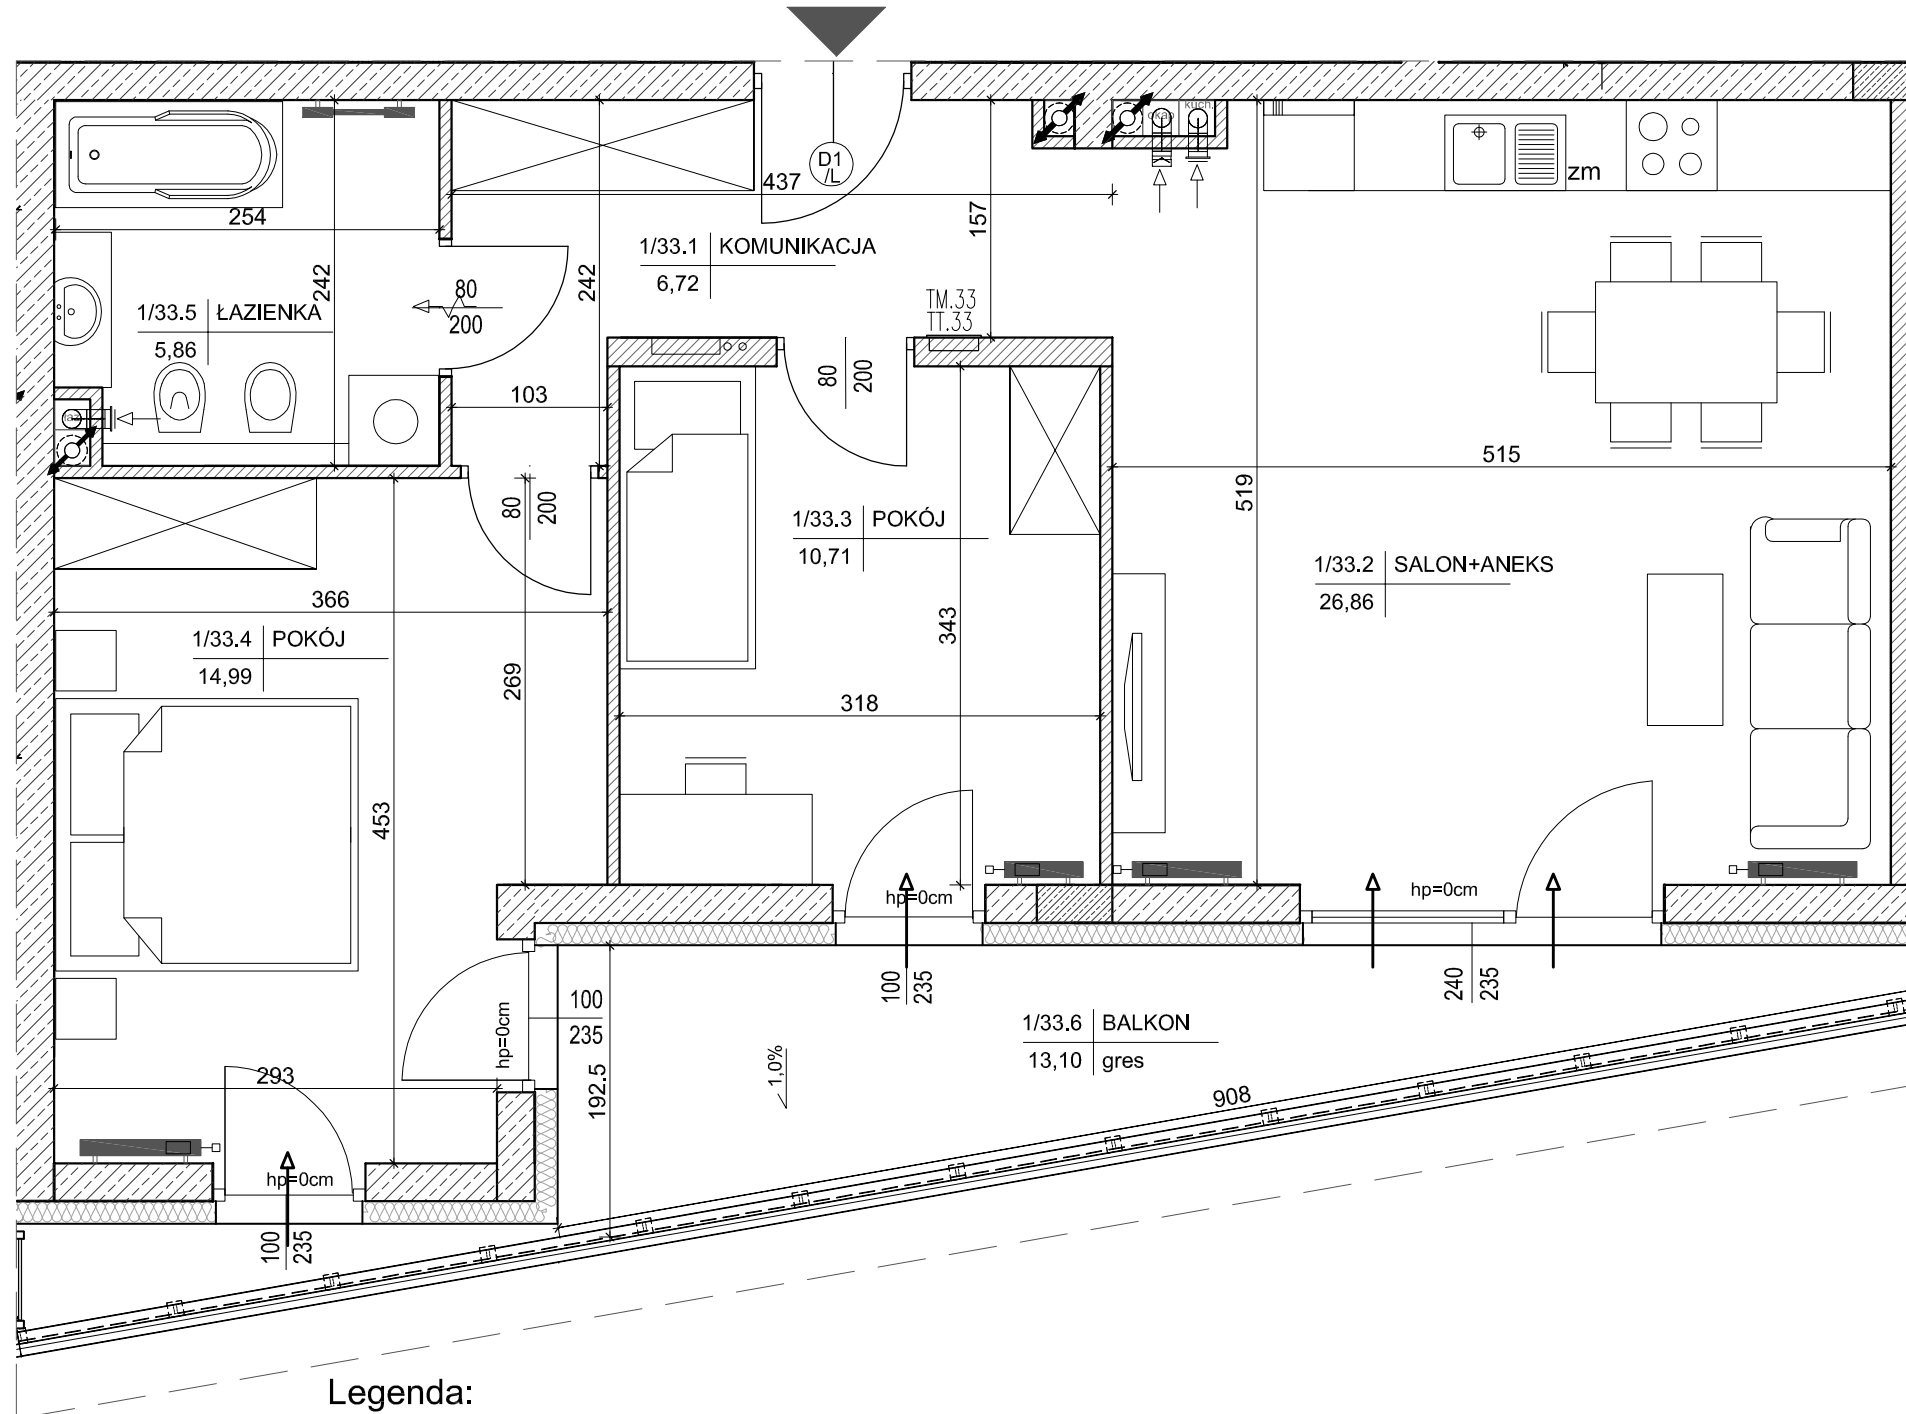 D1
/L
kuch.
okap
zm
437
254
157
1/33.1 KOMUNIKACJA
6,72
242
242
80
200
TM.33
TT.33
1/33.5 ŁAZIENKA
5,86
80
200
103
łaz.
515
519
80
200
1/33.3 POKÓJ
10,71
1/33.2 SALON+ANEKS
26,86
366
1/33.4 POKÓJ
14,99
269
343
318
453
hp=0cm
hp=0cm
100
235
240
235
100
235
hp=0cm
1/33.6 BALKON
13,10 gres
1,0%
192.5
293
908
hp=0cm
100
235
Legenda: